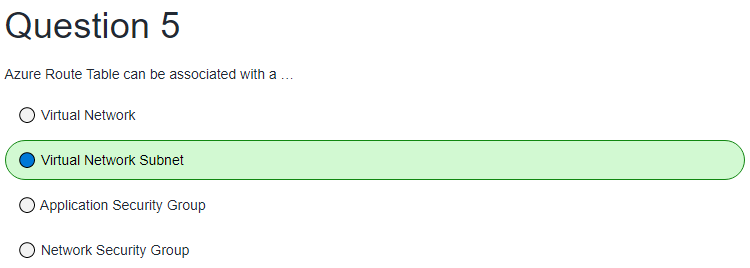 Question 5
Azure Route Table can be associated with a …
Virtual Network
Virtual Network Subnet
Application Security Group
Network Security Group